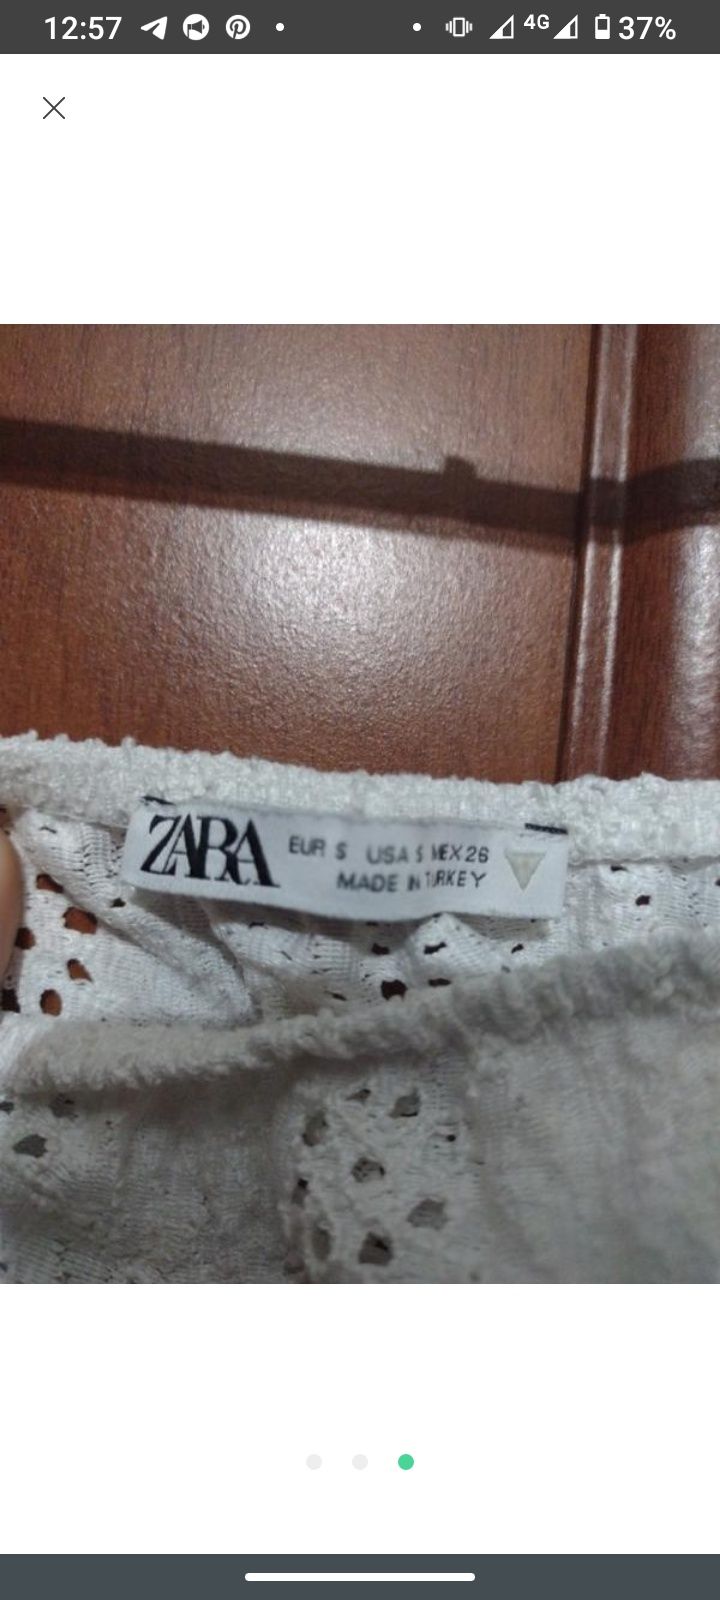 12:57
4G 37%
ZARA
EUR S USA S MEX 26
MADE IN TURKEY